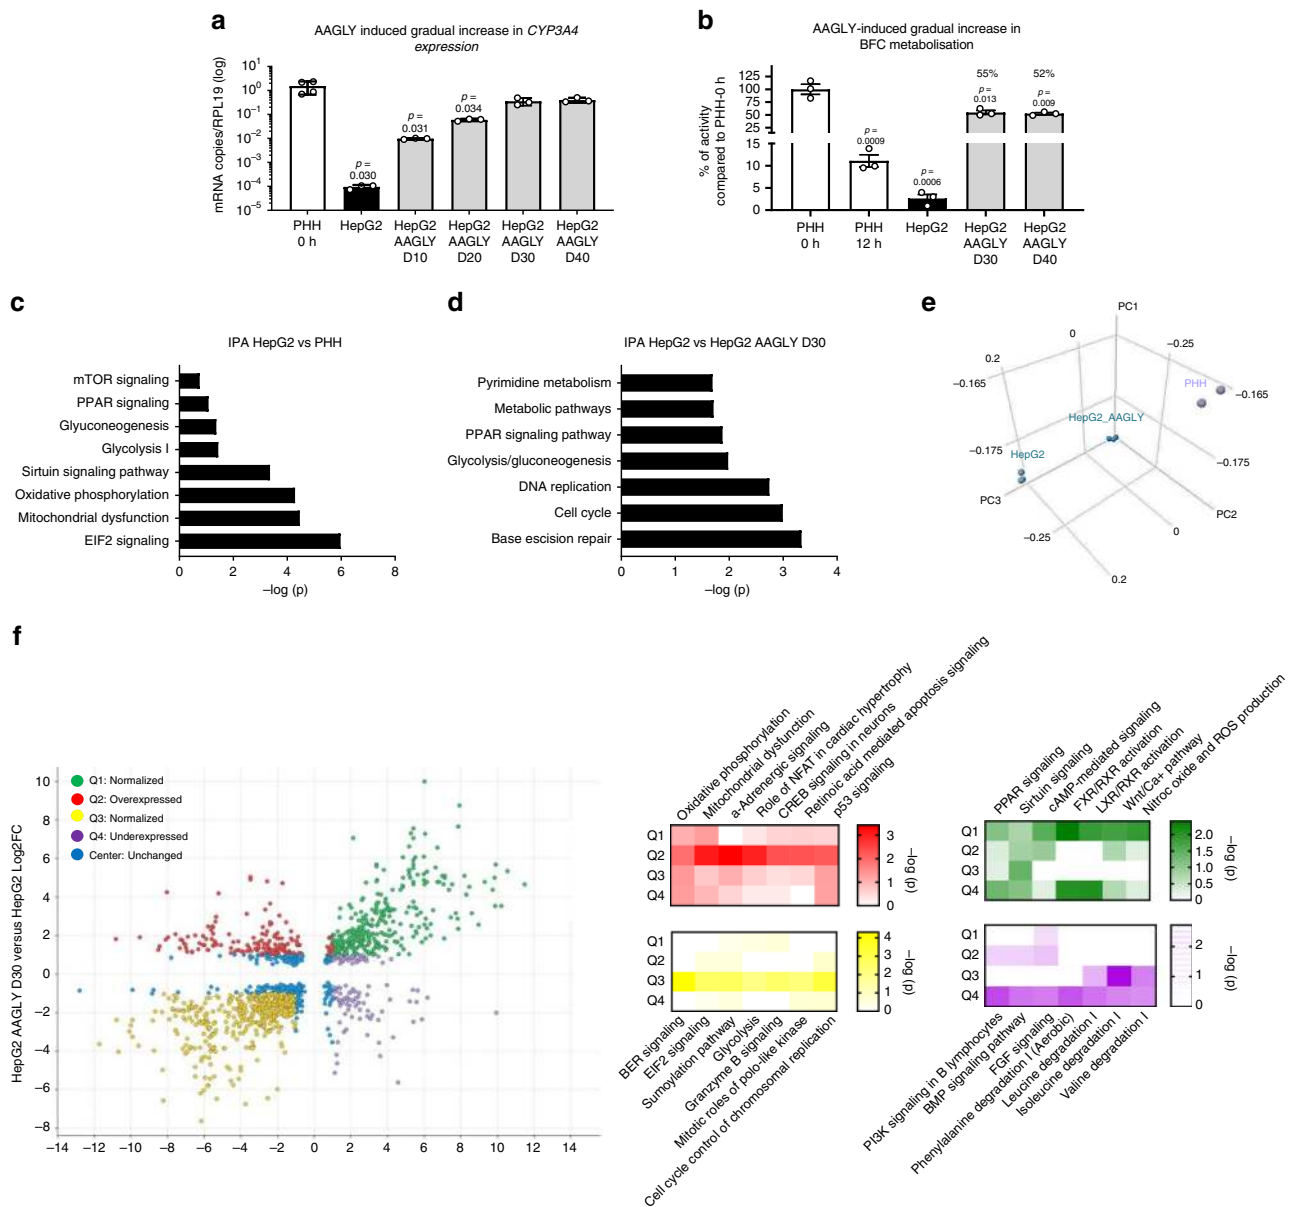 a
AAGLY induced gradual increase in CYP3A4
expression
mRNA copies/RPL19 (log)
10^1
10^0
10^−1
10^−2
10^−3
10^−4
10^−5
p =
0.030
p =
0.031
p =
0.034
PHH
0 h
HepG2
HepG2
AAGLY
D10
HepG2
AAGLY
D20
HepG2
AAGLY
D30
HepG2
AAGLY
D40
b
AAGLY-induced gradual increase in
BFC metabolisation
% of activity
compared to PHH-0 h
125
100
75
50
25
15
10
5
0
p =
0.0009
p =
0.0006
55%
p =
0.013
52%
p =
0.009
PHH
0 h
PHH
12 h
HepG2
HepG2
AAGLY
D30
HepG2
AAGLY
D40
c
IPA HepG2 vs PHH
mTOR signaling
PPAR signaling
Glyuconeogenesis
Glycolysis I
Sirtuin signaling pathway
Oxidative phosphorylation
Mitochondrial dysfunction
EIF2 signaling
0 2 4 6 8
−log (p)
d
IPA HepG2 vs HepG2 AAGLY D30
Pyrimidine metabolism
Metabolic pathways
PPAR signaling pathway
Glycolysis/gluconeogenesis
DNA replication
Cell cycle
Base escision repair
0 1 2 3 4
−log (p)
e
PC1
0
−0.25
0.2
−0.165
PHH
−0.165
HepG2_AAGLY
−0.175
HepG2
−0.175
PC3
PC2
−0.25
0
0.2
f
HepG2 AAGLY D30 versus HepG2 Log2FC
Q1: Normalized
Q2: Overexpressed
Q3: Normalized
Q4: Underexpressed
Center: Unchanged
10
8
6
4
2
0
−2
−4
−6
−8
−14 −12 −10 −8 −6 −4 −2 0 2 4 6 8 10 12 14
Oxidative phosphorylation
Mitochondrial dysfunction
a-Adrenergic signaling
Role of NFAT in cardiac hypertrophy
CREB signaling in neurons
Retinoic acid mediated apoptosis signaling
p53 signaling
Q1
Q2
Q3
Q4
3
2
1
0
−log (p)
PPAR signaling
Sirtuin signaling
cAMP-mediated signaling
FXR/RXR activation
LXR/RXR activation
Wnt/Ca+ pathway
Nitroc oxide and ROS production
Q1
Q2
Q3
Q4
2.0
1.5
1.0
0.5
0
−log (p)
Q1
Q2
Q3
Q4
4
3
2
1
0
−log (p)
BER signaling
EIF2 signaling
Sumoylation pathway
Glycolysis
Granzyme B signaling
Mitotic roles of polo-like kinase
Cell cycle control of chromosomal replication
Q1
Q2
Q3
Q4
2
1
0
−log (p)
PI3K signaling in B lymphocytes
BMP signaling pathway
FGF signaling
Phenylalanine degradation I (Aerobic)
Leucine degradation I
Isoleucine degradation I
Valine degradation I